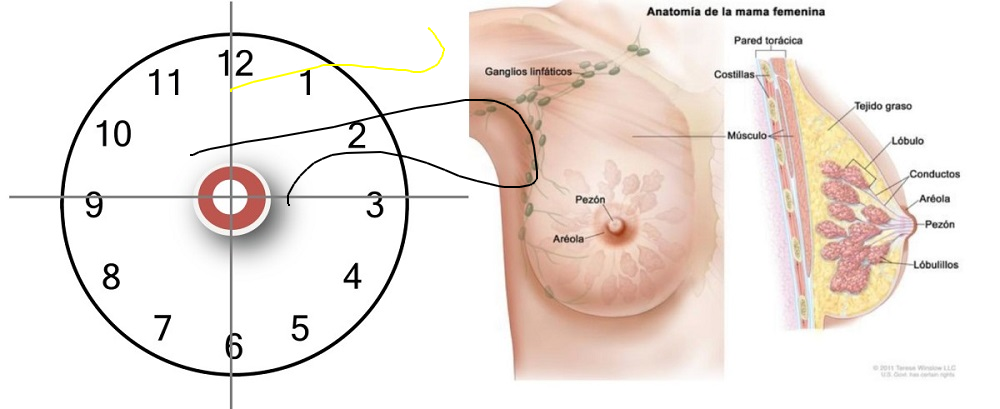 12
1
2
3
4
5
6
7
8
9
10
11
Anatomía de la mama femenina
Ganglios linfáticos
Pezón
Aréola
Pared torácica
Costillas
Músculo
Tejido graso
Lóbulo
Conductos
Aréola
Pezón
Lóbulillos
© 2011 Terese Winslow LLC
U.S. Govt. has certain rights